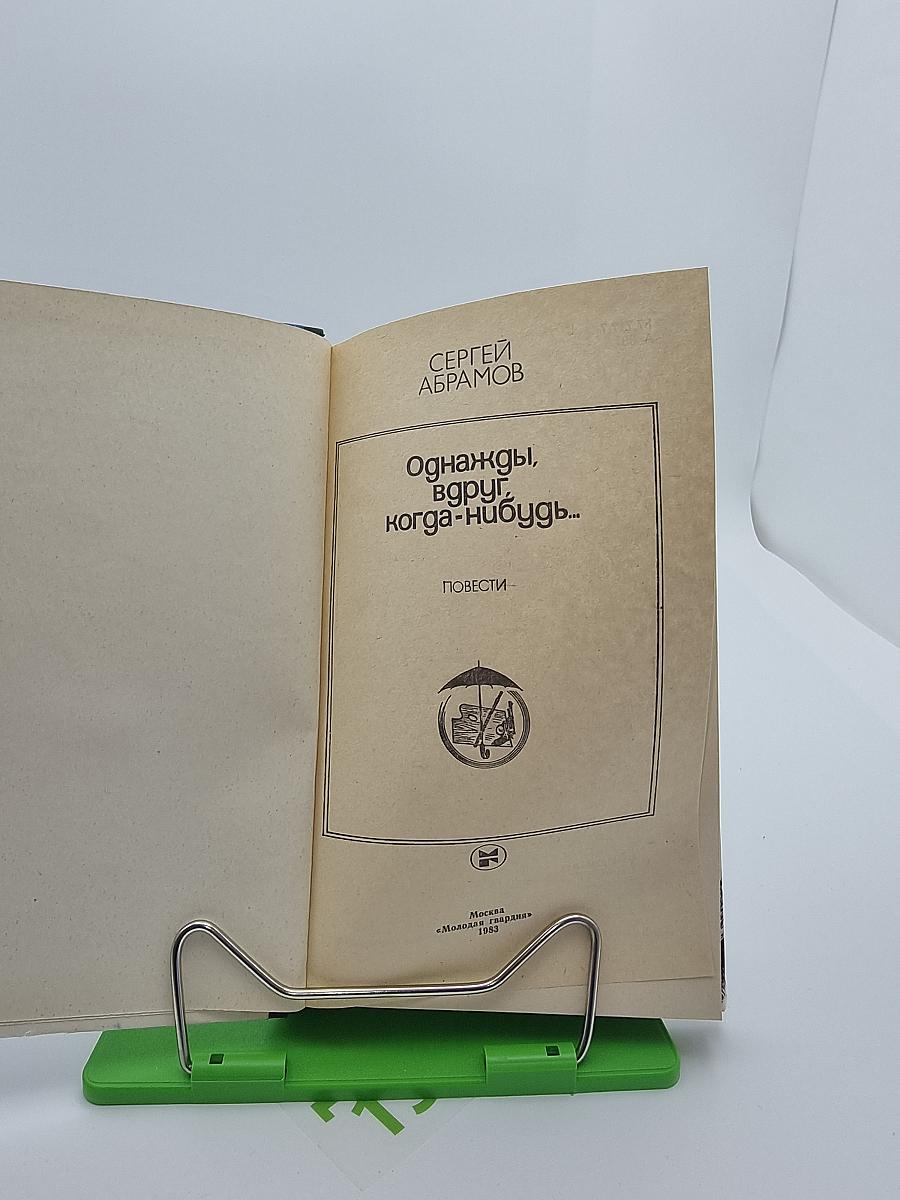 СЕРГЕЙ
АБРАМОВ
Однажды,
вдруг,
когда-нибудь...
ПОВЕСТИ
Москва
«Молодая гвардия»
1983